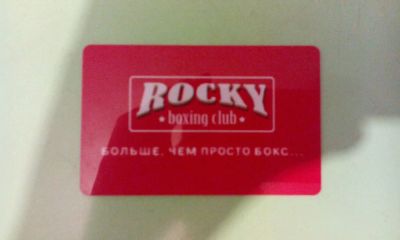 ROCKY
★ boxing club ★
БОЛЬШЕ, ЧЕМ ПРОСТО БОКС...